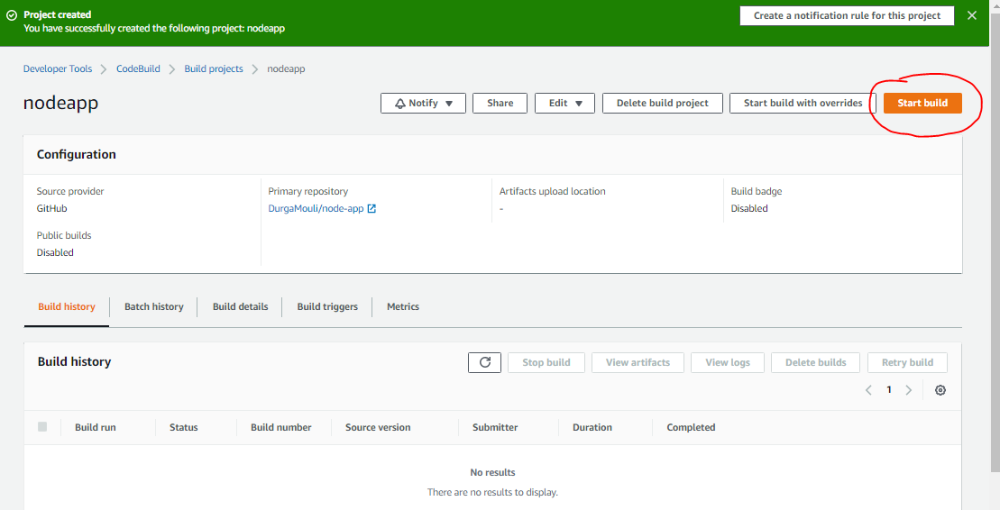 Project created
You have successfully created the following project: nodeapp
Create a notification rule for this project
Developer Tools
CodeBuild
Build projects
nodeapp
nodeapp
Notify
Share
Edit
Delete build project
Start build with overrides
Start build
Configuration
Source provider
GitHub
Primary repository
DurgaMouli/node-app
Artifacts upload location
-
Build badge
Disabled
Public builds
Disabled
Build history
Batch history
Build details
Build triggers
Metrics
Build history
Stop build
View artifacts
View logs
Delete builds
Retry build
1
Build run
Status
Build number
Source version
Submitter
Duration
Completed
No results
There are no results to display.